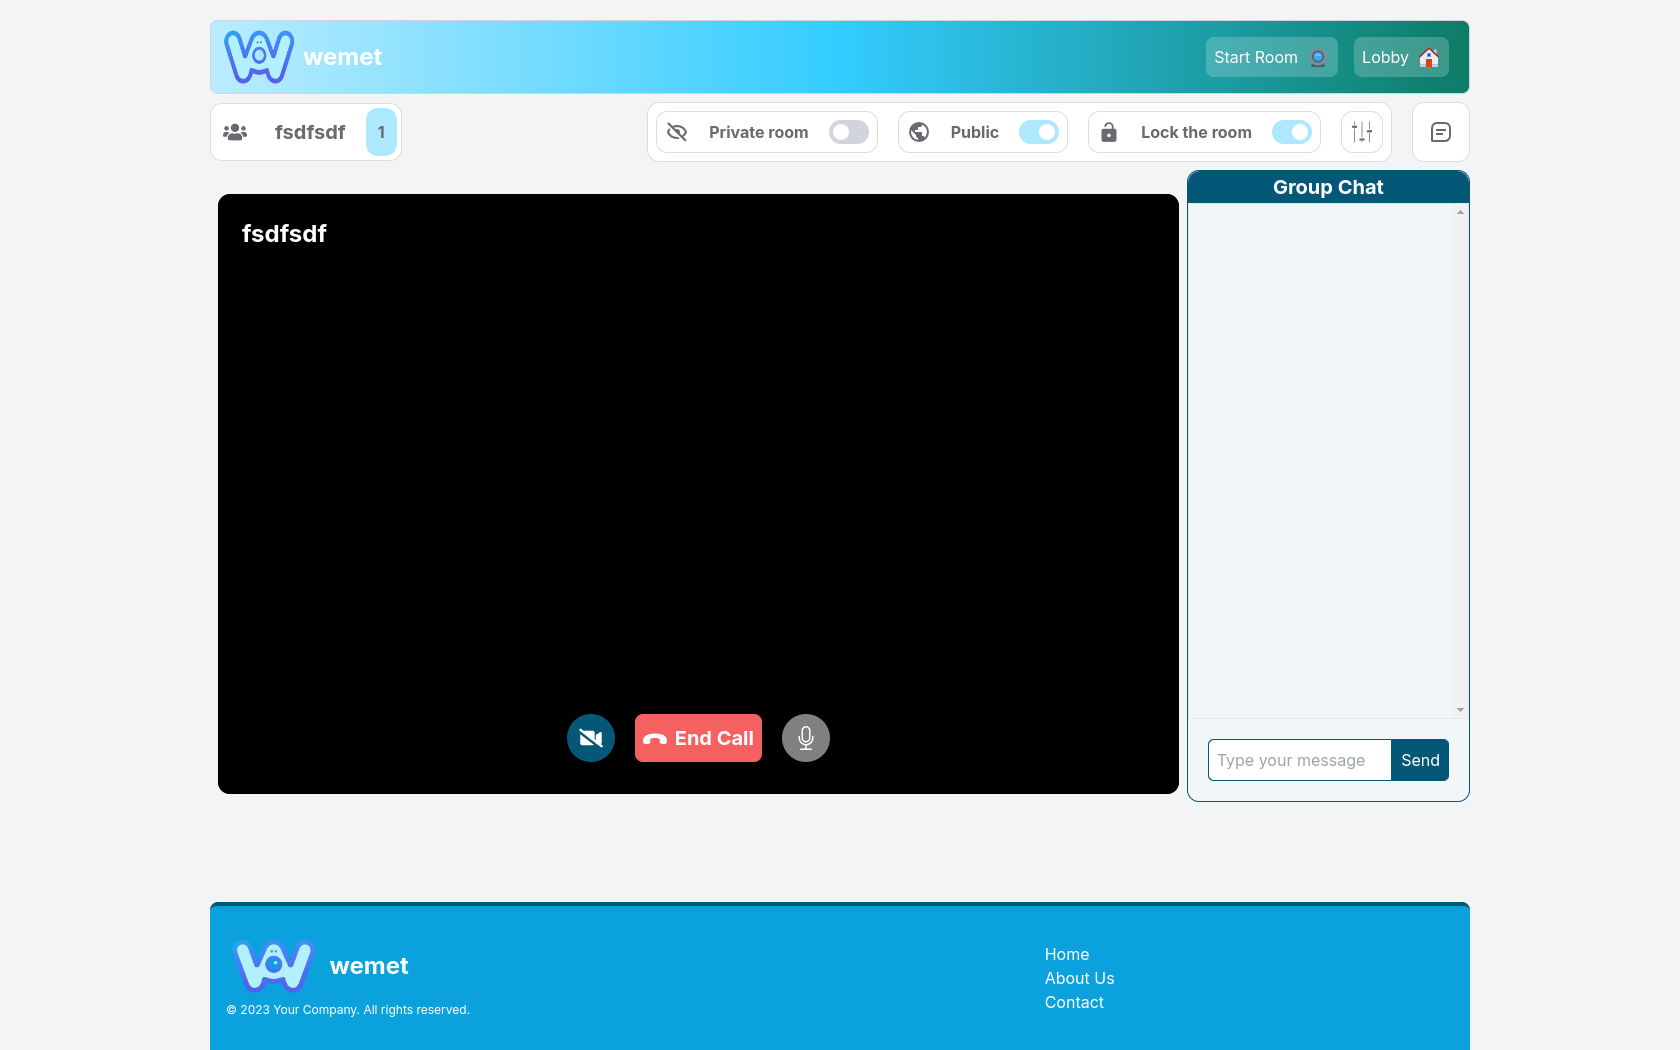 wemet
Start Room
Lobby
fsdfsdf 1
Private room
Public
Lock the room
Group Chat
fsdfsdf
End Call
Type your message
Send
wemet
© 2023 Your Company. All rights reserved.
Home
About Us
Contact